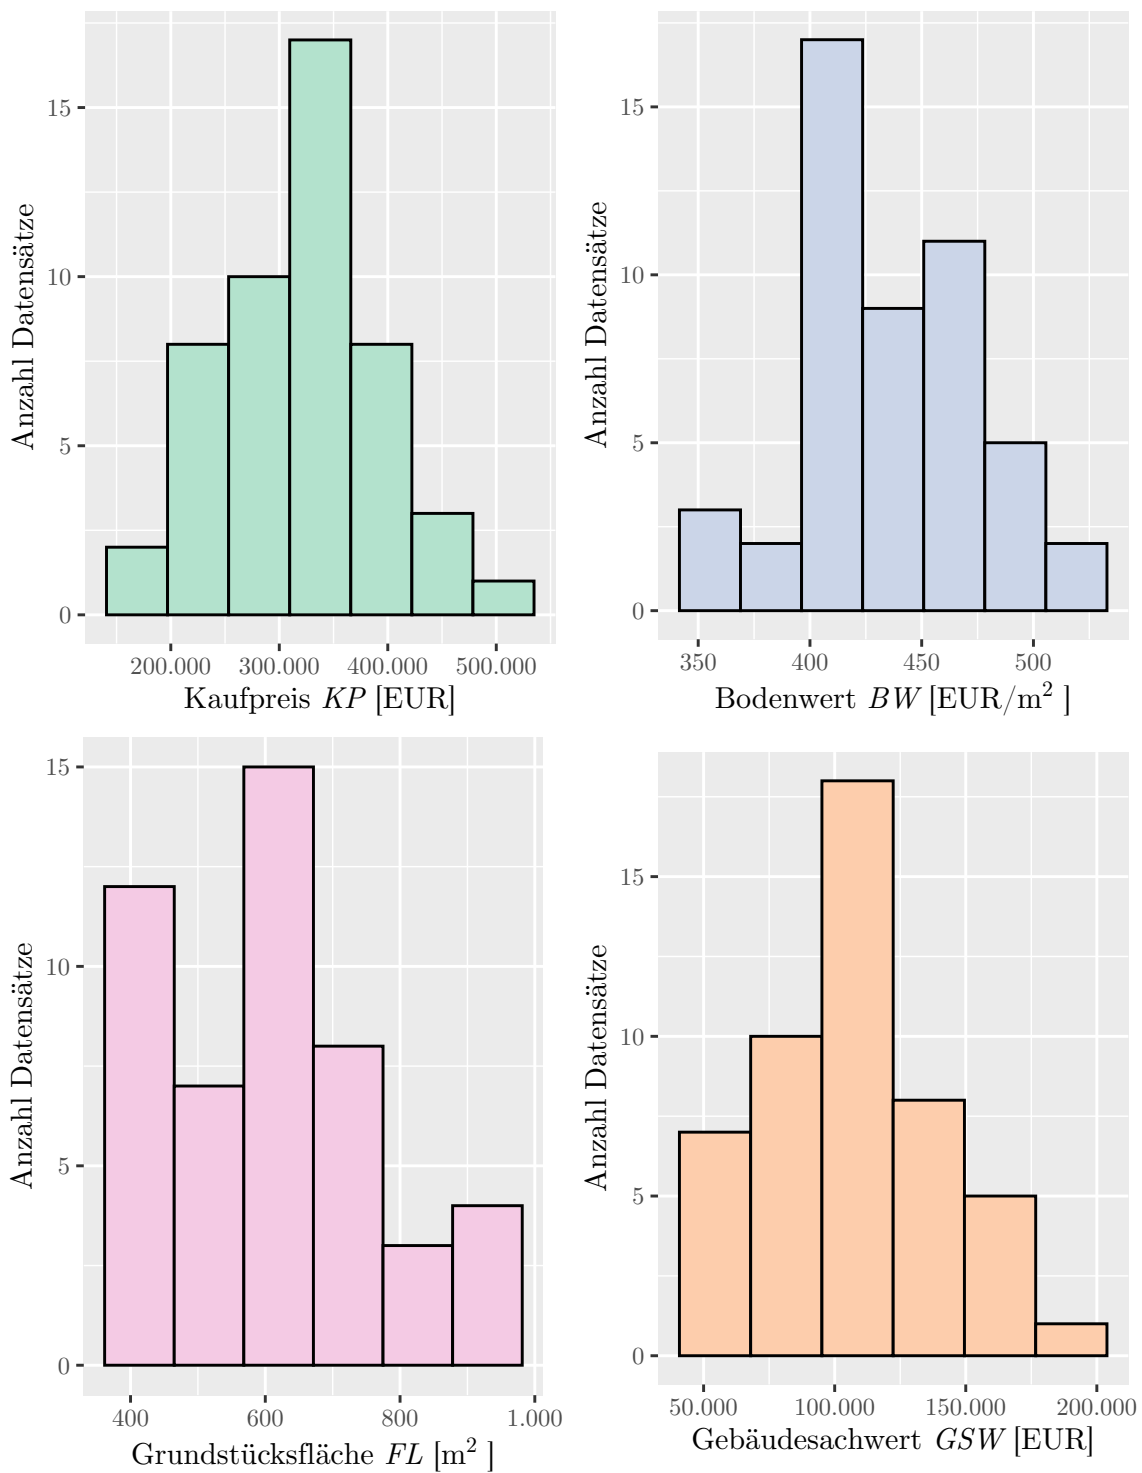 Anzahl Datensätze
15
10
5
0
200.000 300.000 400.000 500.000
Kaufpreis KP [EUR]
Anzahl Datensätze
15
10
5
0
350 400 450 500
Bodenwert BW [EUR/m² ]
Anzahl Datensätze
15
10
5
0
400 600 800 1.000
Grundstücksfläche FL [m² ]
Anzahl Datensätze
15
10
5
0
50.000 100.000 150.000 200.000
Gebäudesachwert GSW [EUR]